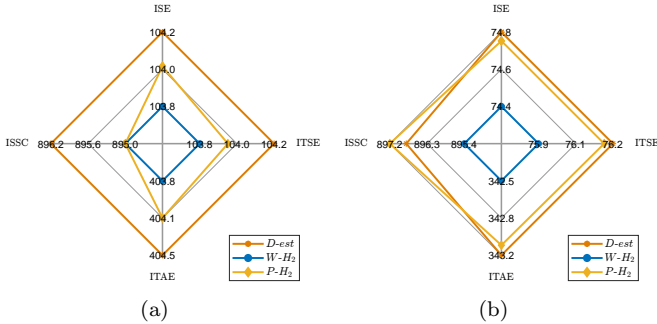 ISE
104.2
104.0
103.8
ISSC
896.2
895.6
895.0
103.8
104.0
104.2
ITSE
403.8
404.1
404.5
ITAE
D-est
W-H₂
P-H₂
(a)
ISE
74.8
74.6
74.4
ISSC
897.2
896.3
895.4
75.9
76.1
76.2
ITSE
342.5
342.8
343.2
ITAE
D-est
W-H₂
P-H₂
(b)